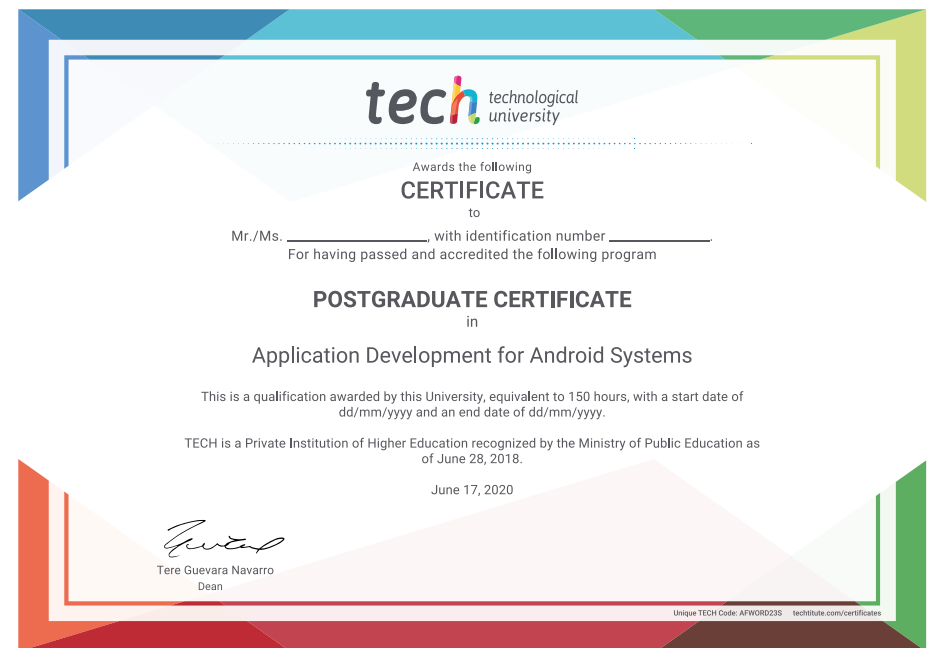 tech technological
university
Awards the following
CERTIFICATE
to
Mr./Ms. ____________________, with identification number ______________.
For having passed and accredited the following program
POSTGRADUATE CERTIFICATE
in
Application Development for Android Systems
This is a qualification awarded by this University, equivalent to 150 hours, with a start date of
dd/mm/yyyy and an end date of dd/mm/yyyy.
TECH is a Private Institution of Higher Education recognized by the Ministry of Public Education as
of June 28, 2018.
June 17, 2020
Tere Guevara Navarro
Dean
Unique TECH Code: AFWORD23S techtitute.com/certificates